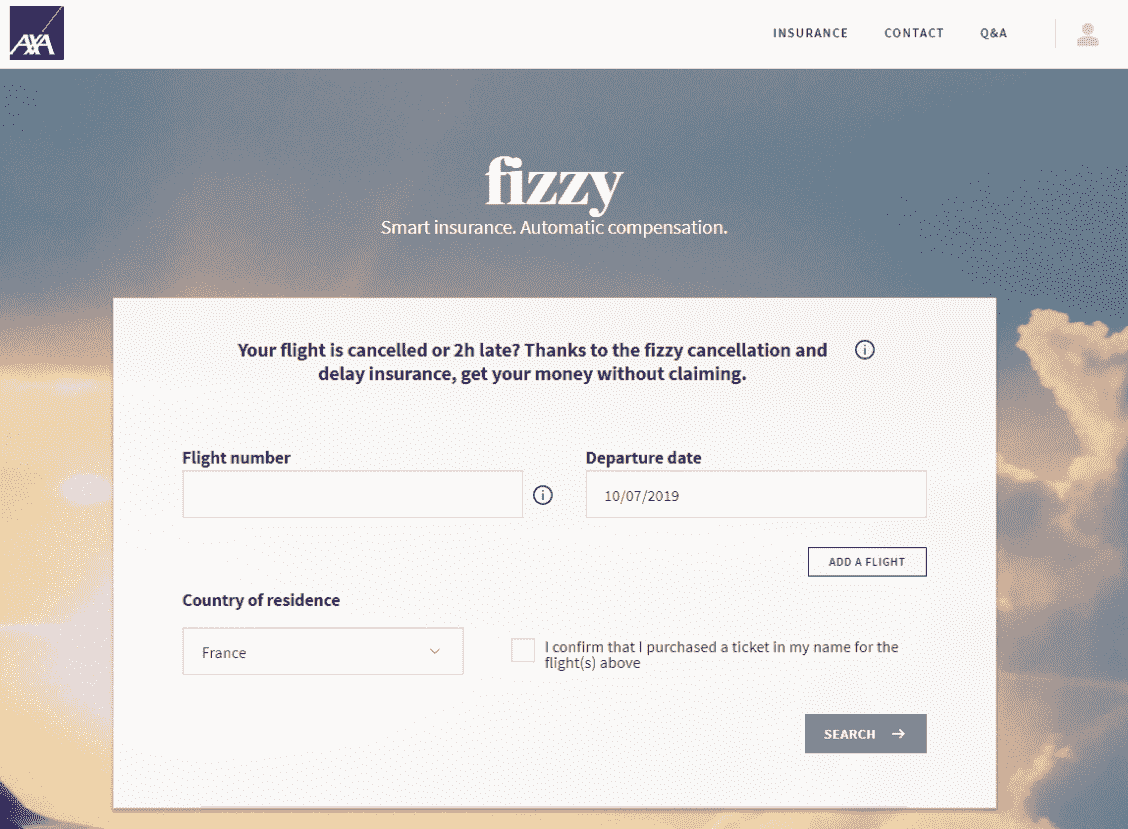 AXA
INSURANCE
CONTACT
Q&A
fizzy
Smart insurance. Automatic compensation.
Your flight is cancelled or 2h late? Thanks to the fizzy cancellation and
delay insurance, get your money without claiming.
Flight number
Departure date
10/07/2019
ADD A FLIGHT
Country of residence
France
I confirm that I purchased a ticket in my name for the
flight(s) above
SEARCH